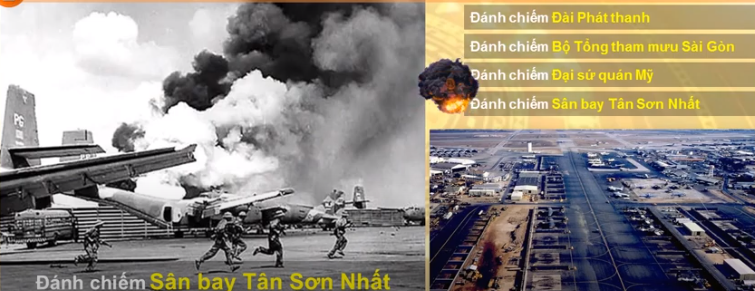 PG
Đánh chiếm Sân bay Tân Sơn Nhất
Đánh chiếm Đài Phát thanh
Đánh chiếm Bộ Tổng tham mưu Sài Gòn
Đánh chiếm Đại sứ quán Mỹ
Đánh chiếm Sân bay Tân Sơn Nhất